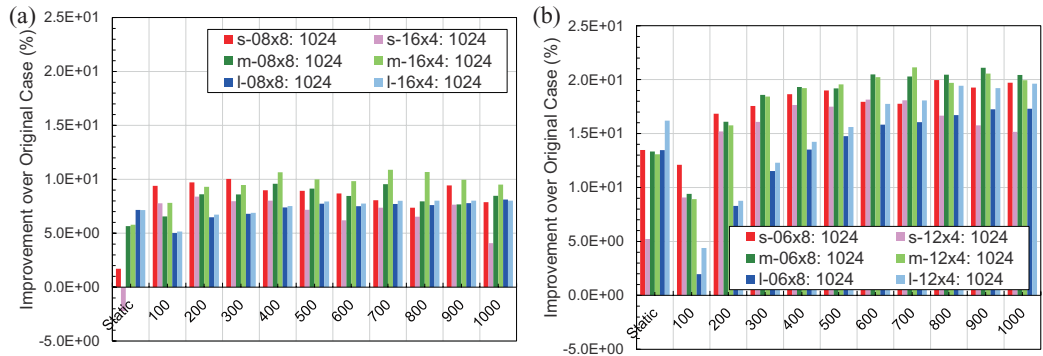 (a)
Improvement over Original Case (%)
2.5E+01
2.0E+01
1.5E+01
1.0E+01
5.0E+00
0.0E+00
-5.0E+00
s-08x8: 1024 s-16x4: 1024
m-08x8: 1024 m-16x4: 1024
l-08x8: 1024 l-16x4: 1024
Static 100 200 300 400 500 600 700 800 900 1000
(b)
Improvement over Original Case (%)
2.5E+01
2.0E+01
1.5E+01
1.0E+01
5.0E+00
0.0E+00
-5.0E+00
s-06x8: 1024 s-12x4: 1024
m-06x8: 1024 m-12x4: 1024
l-06x8: 1024 l-12x4: 1024
Static 100 200 300 400 500 600 700 800 900 1000